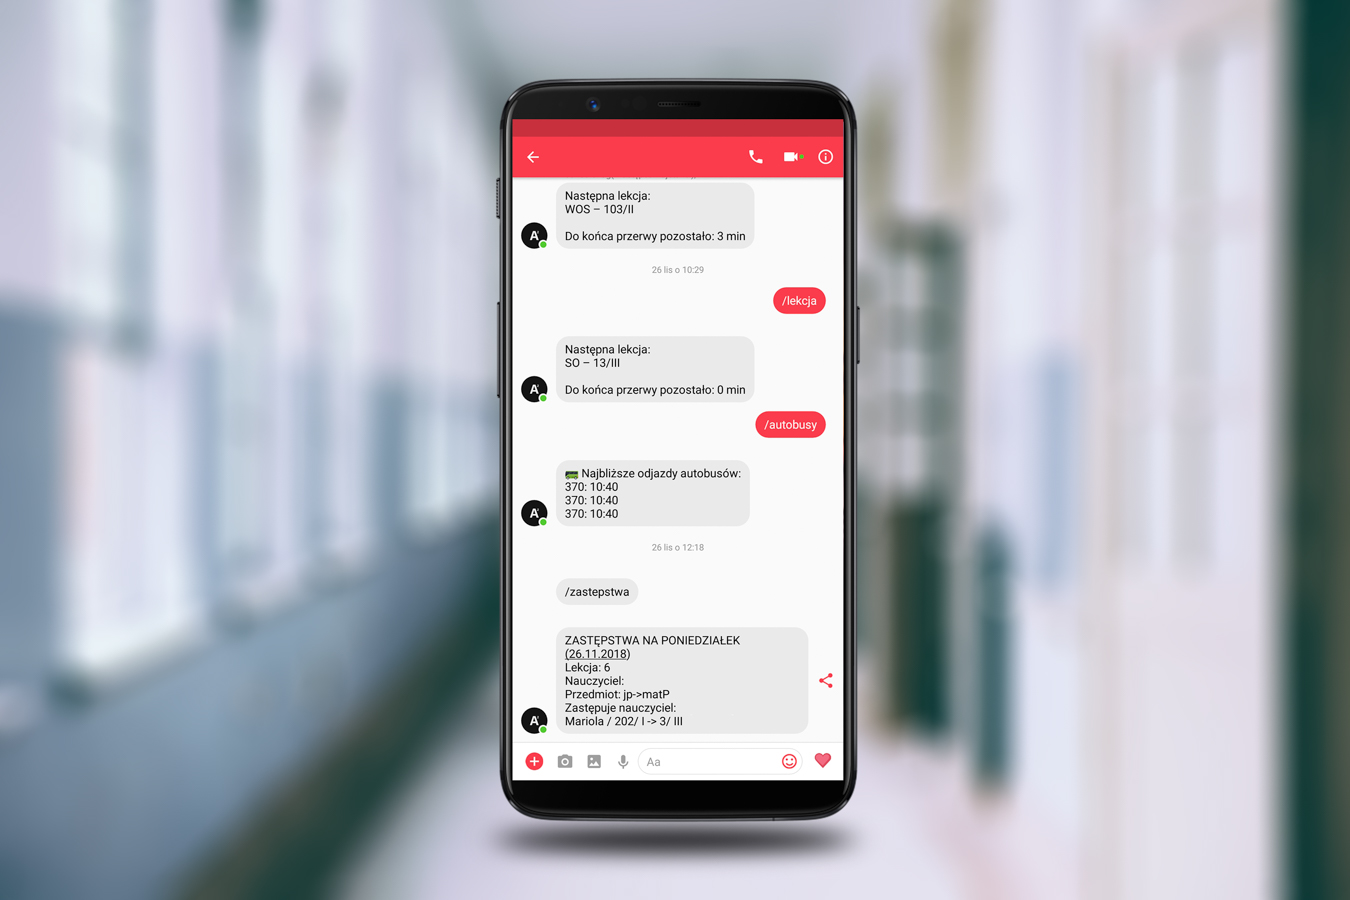 Następna lekcja:
WOS – 103/II
Do końca przerwy pozostało: 3 min
A
26 lis o 10:29
/lekcja
Następna lekcja:
SO – 13/III
Do końca przerwy pozostało: 0 min
A
/autobusy
Najbliższe odjazdy autobusów:
370: 10:40
370: 10:40
370: 10:40
A
26 lis o 12:18
/zastepstwa
ZASTĘPSTWA NA PONIEDZIAŁEK
(26.11.2018)
Lekcja: 6
Nauczyciel:
Przedmiot: jp->matP
Zastępuje nauczyciel:
Mariola / 202/ I -> 3/ III
A
Aa